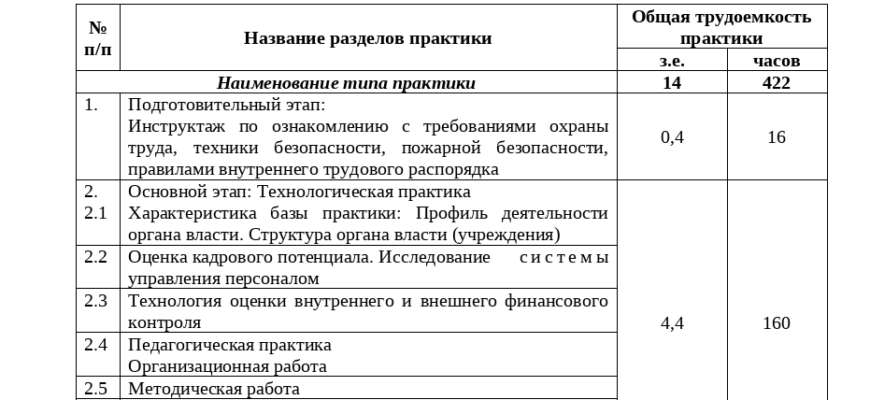 № п/п Название разделов практики Общая трудоемкость практики
з.е. часов
Наименование типа практики 14 422
1. Подготовительный этап:
Инструктаж по ознакомлению с требованиями охраны
труда, техники безопасности, пожарной безопасности,
правилами внутреннего трудового распорядка
0,4 16
2. Основной этап: Технологическая практика
2.1 Характеристика базы практики: Профиль деятельности
органа власти. Структура органа власти (учреждения)
2.2 Оценка кадрового потенциала. Исследование системы
управления персоналом
2.3 Технология оценки внутреннего и внешнего финансового
контроля
4,4 160
2.4 Педагогическая практика
Организационная работа
2.5 Методическая работа